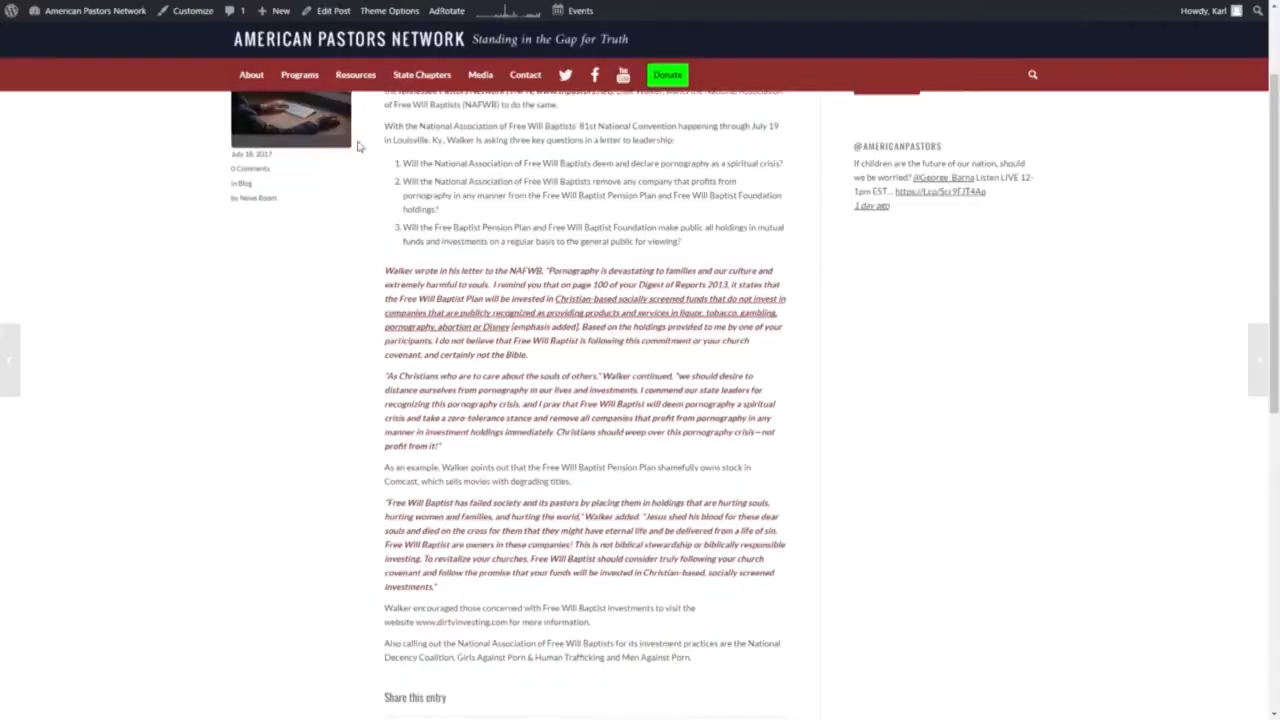 American Pastors Network Customize 1 New Edit Post Theme Options AdRotate Events Howdy, Karl
AMERICAN PASTORS NETWORK Standing in the Gap for Truth
About Programs Resources State Chapters Media Contact You Tube Donate
of Free Will Baptists (NAFWB) to do the same.
With the National Association of Free Will Baptists' 81st National Convention happening through July 19
in Louisville, Ky., Walker is asking three key questions in a letter to leadership:
1. Will the National Association of Free Will Baptists deem and declare pornography as a spiritual crisis?
2. Will the National Association of Free Will Baptists remove any company that profits from
pornography in any manner from the Free Will Baptist Pension Plan and Free Will Baptist Foundation
holdings?
3. Will the Free Baptist Pension Plan and Free Will Baptist Foundation make public all holdings in mutual
funds and investments on a regular basis to the general public for viewing?
Walker wrote in his letter to the NAFWB, "Pornography is devastating to families and our culture and
extremely harmful to souls. I remind you that on page 100 of your Digest of Reports 2013, it states that
the Free Will Baptist Plan will be invested in Christian-based socially screened funds that do not invest in
companies that are publicly recognized as providing products and services in liquor, tobacco, gambling,
pornography, abortion or Disney [emphasis added]. Based on the holdings provided to me by one of your
participants, I do not believe that Free Will Baptist is following this commitment or your church
covenant, and certainly not the Bible.
"As Christians who are to care about the souls of others," Walker continued, "we should desire to
distance ourselves from pornography in our lives and investments. I commend our state leaders for
recognizing this pornography crisis, and I pray that Free Will Baptist will deem pornography a spiritual
crisis and take a zero-tolerance stance and remove all companies that profit from pornography in any
manner in investment holdings immediately. Christians should weep over this pornography crisis—not
profit from it!"
As an example, Walker points out that the Free Will Baptist Pension Plan shamefully owns stock in
Comcast, which sells movies with degrading titles.
"Free Will Baptist has failed society and its pastors by placing them in holdings that are hurting souls,
hurting women and families, and hurting the world," Walker added. "Jesus shed his blood for these dear
souls and died on the cross for them that they might have eternal life and be delivered from a life of sin.
Free Will Baptist are owners in these companies! This is not biblical stewardship or biblically responsible
investing. To revitalize your churches, Free Will Baptist should consider truly following your church
covenant and follow the promise that your funds will be invested in Christian-based, socially screened
investments."
Walker encouraged those concerned with Free Will Baptist Investments to visit the
website www.dirtyinvesting.com for more information.
Also calling out the National Association of Free Will Baptists for its investment practices are the National
Decency Coalition, Girls Against Porn & Human Trafficking and Men Against Porn.
Share this entry
July 18, 2017
0 Comments
in Blog
by News Room
@AMERICANPASTORS
If children are the future of our nation, should
we be worried? @George_Barna Listen LIVE 12-
1pm EST... https://t.co/5cr9FJT4Ap
1 day ago